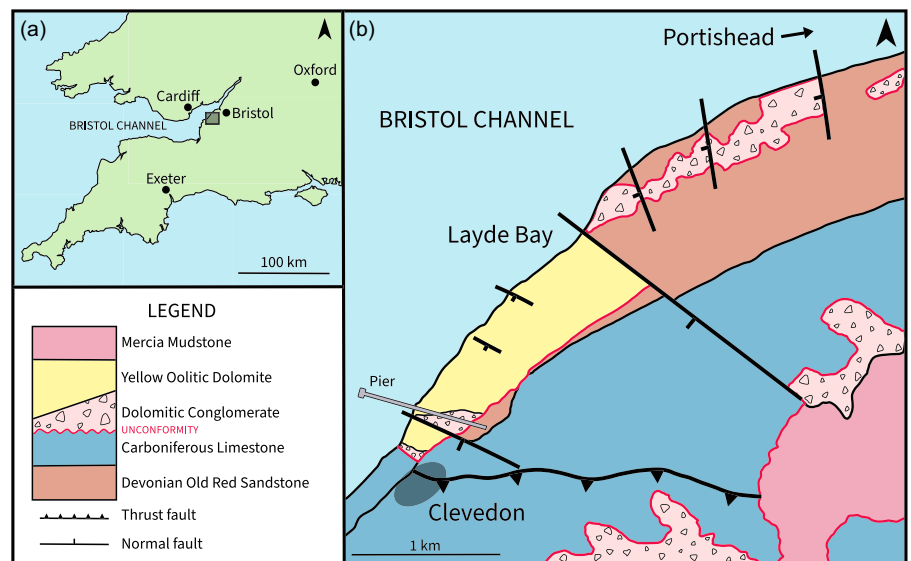 (a)
Oxford
Cardiff
Bristol
BRISTOL CHANNEL
Exeter
100 km
LEGEND
Mercia Mudstone
Yellow Oolitic Dolomite
Dolomitic Conglomerate
UNCONFORMITY
Carboniferous Limestone
Devonian Old Red Sandstone
Thrust fault
Normal fault
(b)
Portishead
BRISTOL CHANNEL
Layde Bay
Pier
Clevedon
1 km